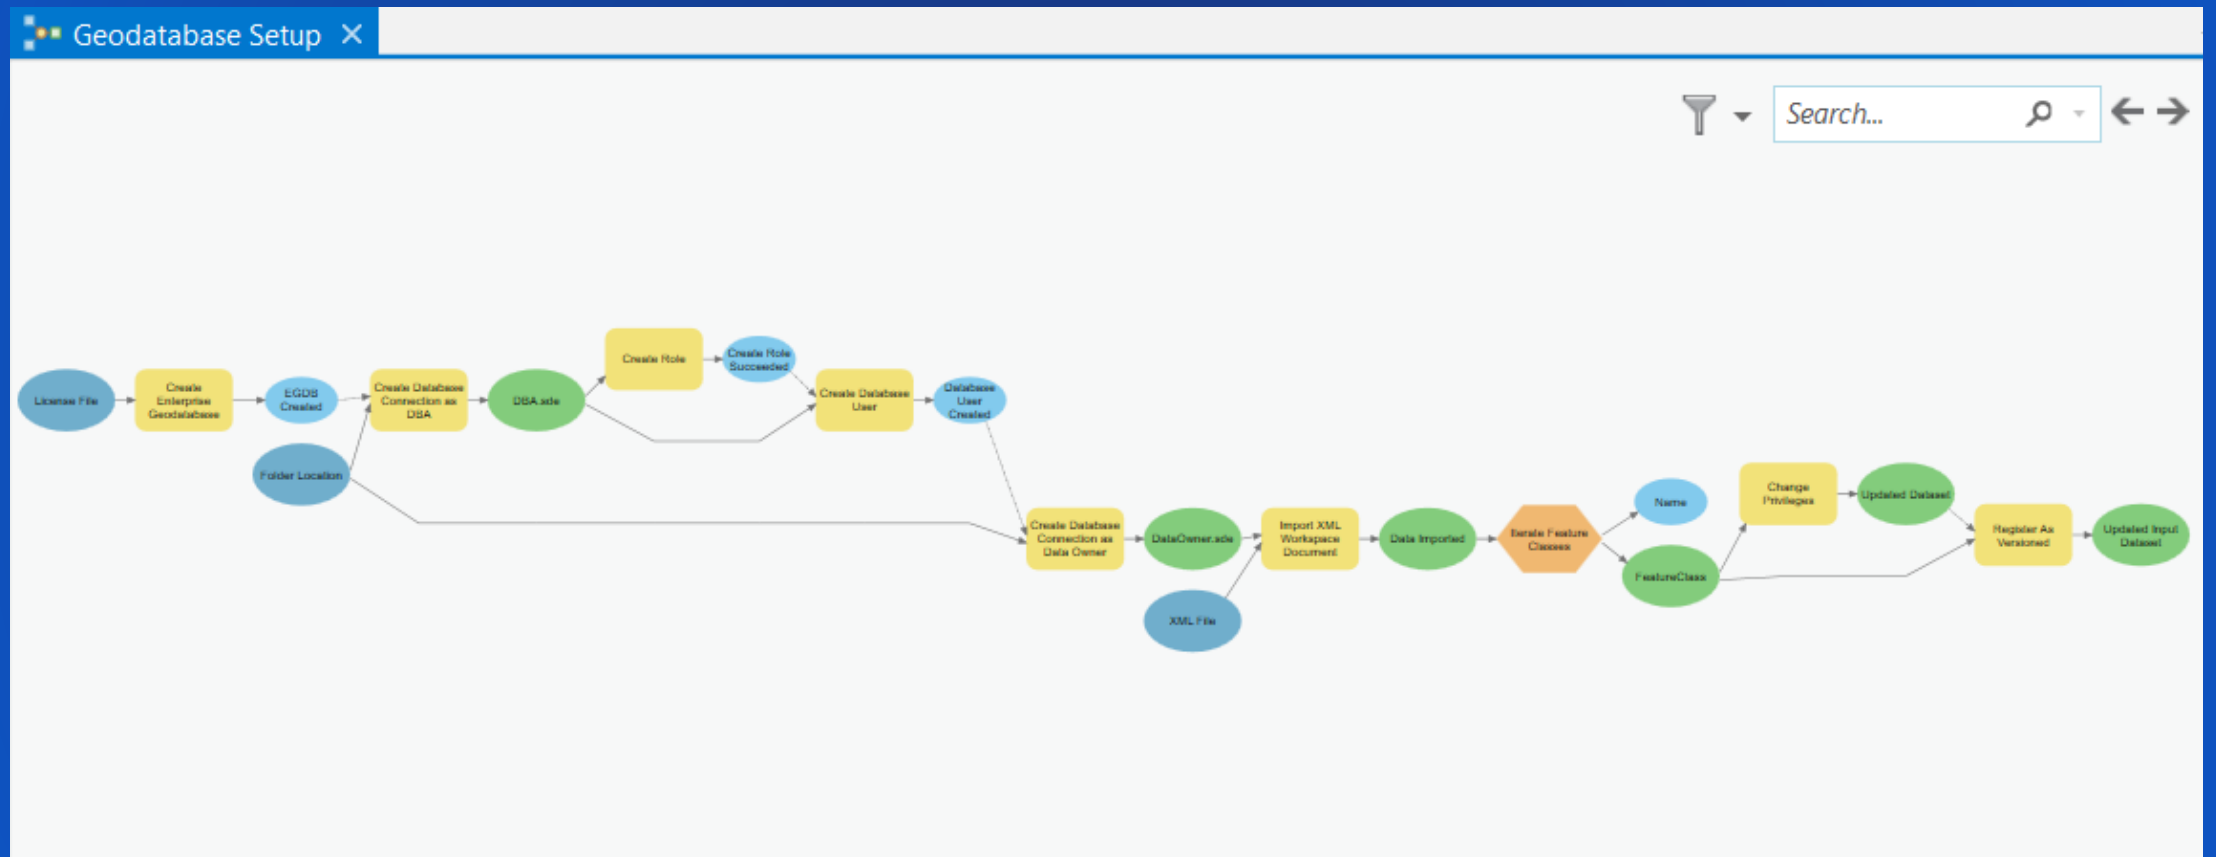 Geodatabase Setup
Search...
License File
Create
Enterprise
Geodatabase
EGDB
Created
Folder Location
Create Database
Connection as
DBA
DBA.sde
Create Role
Create Role
Succeeded
Create Database
User
Database
User
Created
Create Database
Connection as
Data Owner
DataOwner.sde
XML File
Import XML
Workspace
Document
Data Imported
Iterate Feature
Classes
Name
FeatureClass
Change
Privileges
Updated Dataset
Register As
Versioned
Updated Input
Dataset